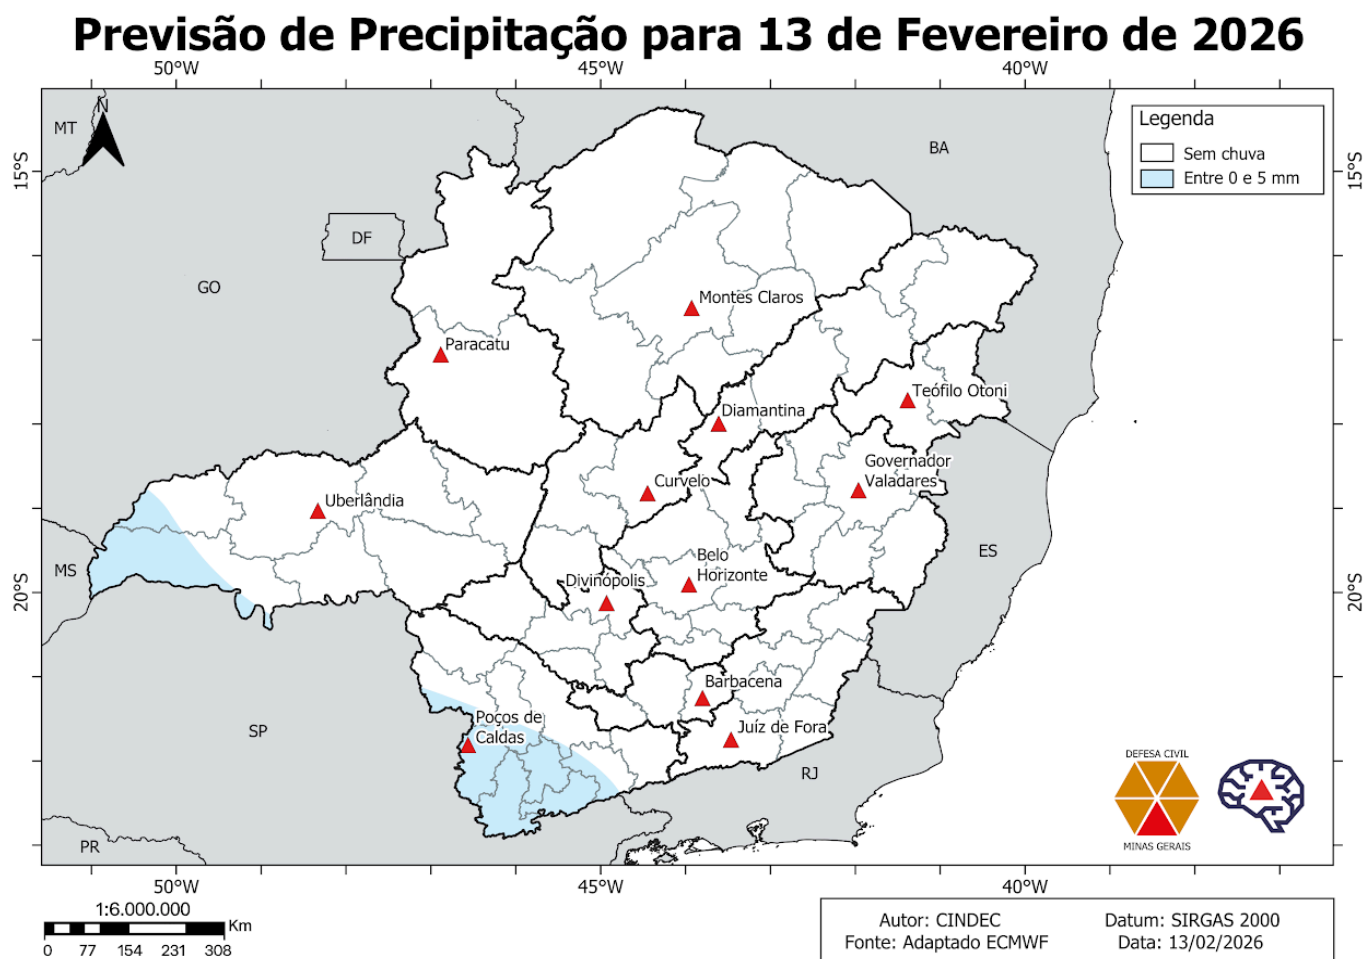 Previsão de Precipitação para 13 de Fevereiro de 2026
50°W 45°W 40°W
N
MT
BA
Legenda
Sem chuva
Entre 0 e 5 mm
15°S
15°S
DF
GO
Montes Claros
Paracatu
Teófilo Otoni
Diamantina
Governador
Valadares
Curvelo
Uberlândia
Belo
Horizonte
ES
MS
Divinópolis
20°S
20°S
Barbacena
Poços de
Caldas
Juíz de Fora
SP
RJ
DEFESA CIVIL
MINAS GERAIS
PR
50°W 45°W 40°W
1:6.000.000
Km
0 77 154 231 308
Autor: CINDEC
Fonte: Adaptado ECMWF
Datum: SIRGAS 2000
Data: 13/02/2026